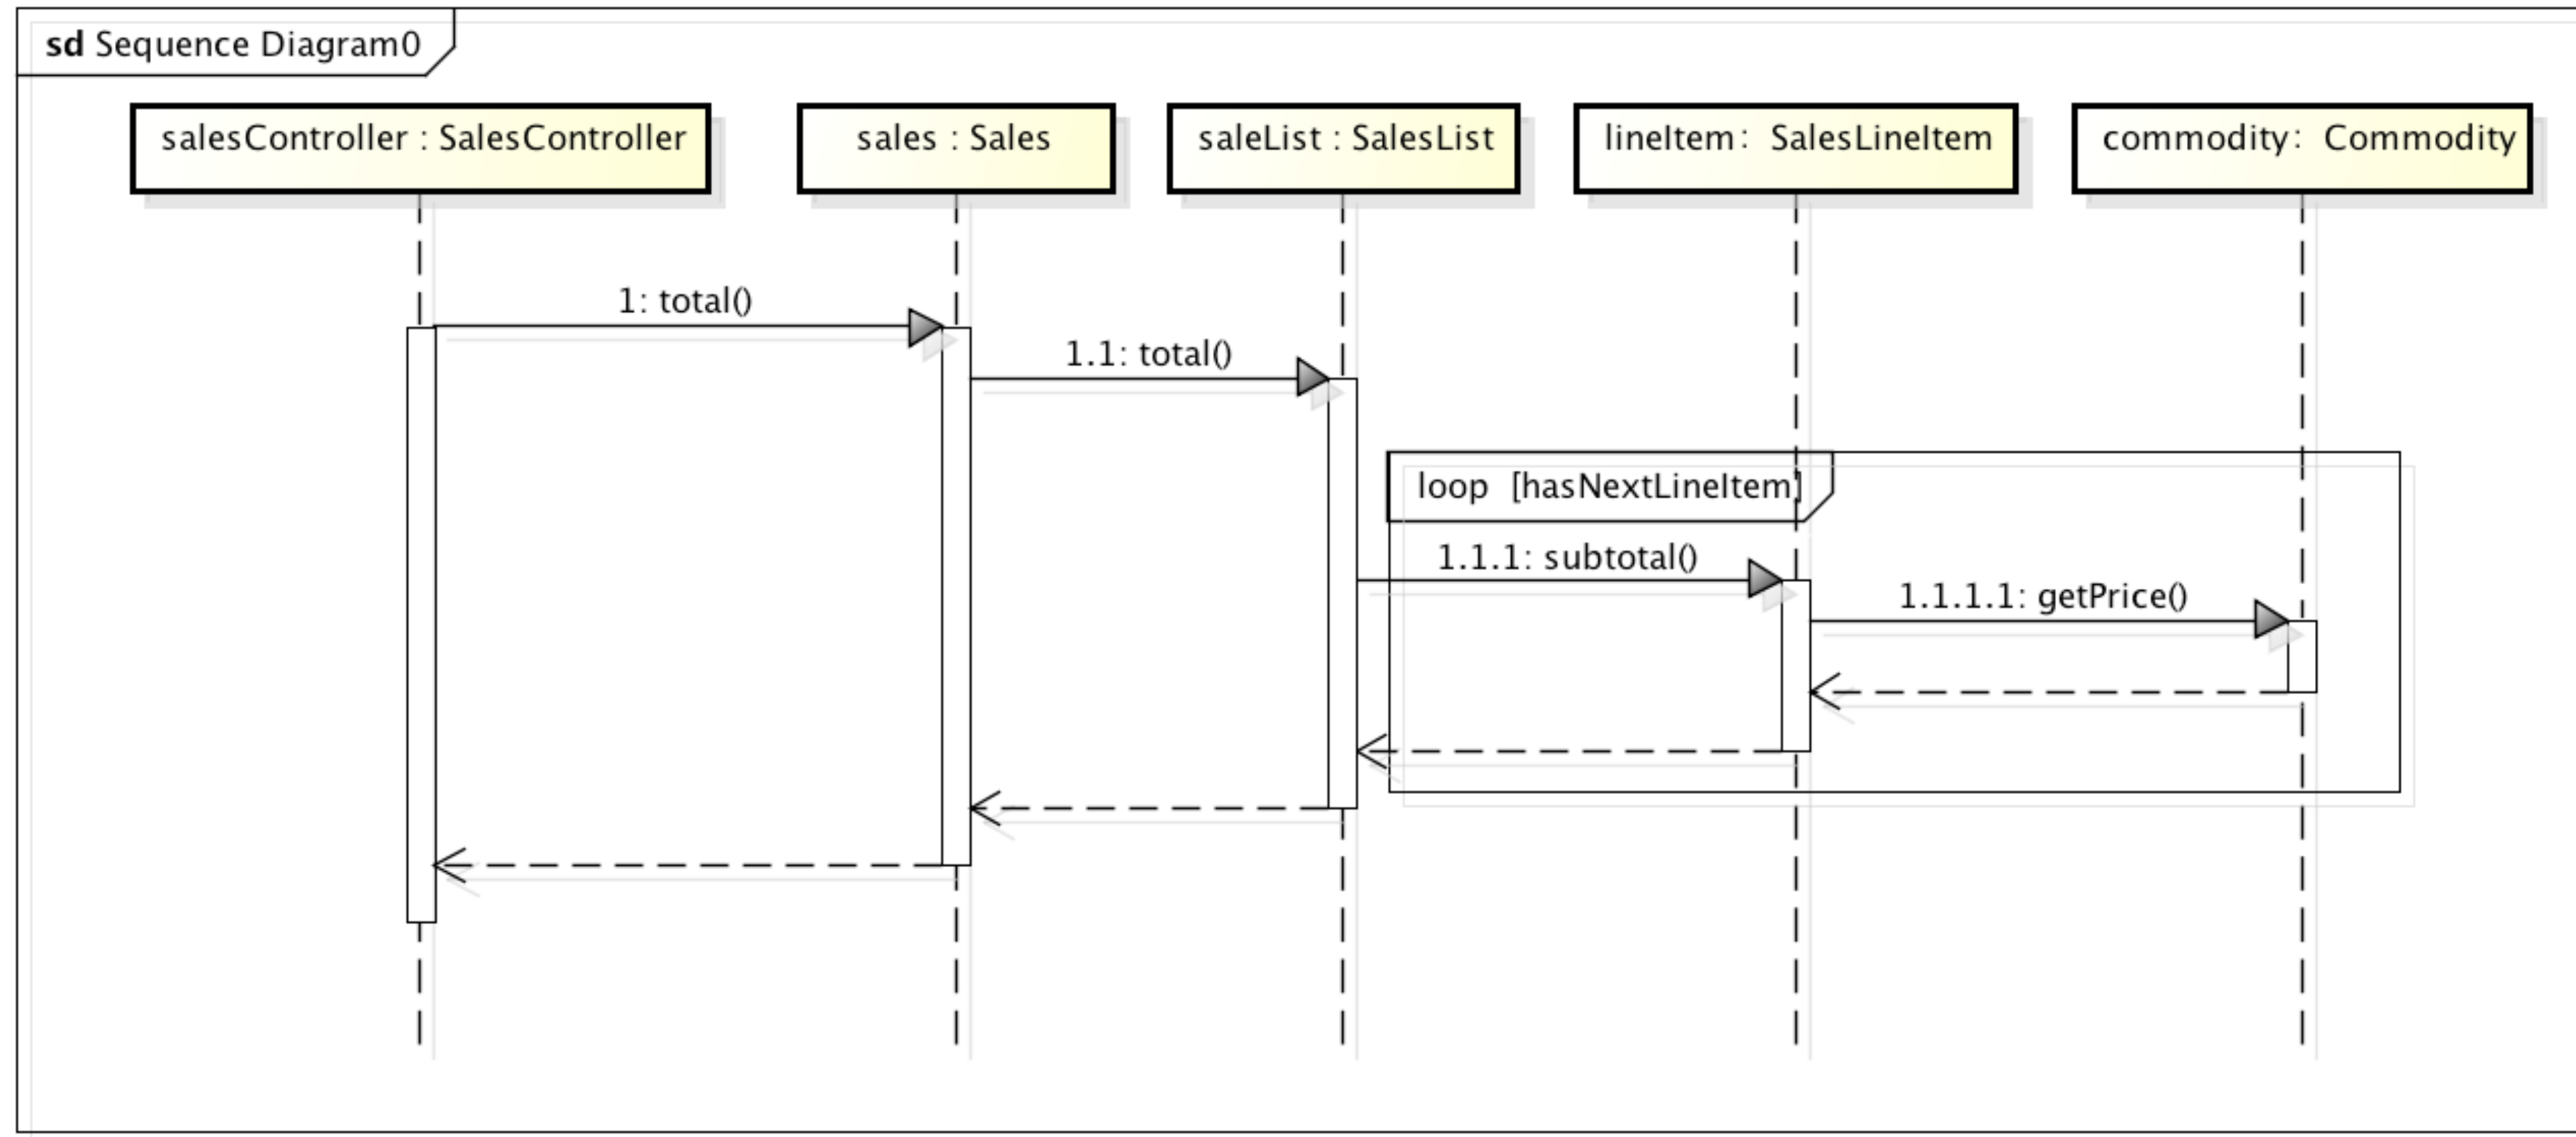 sd Sequence Diagram0
salesController : SalesController
sales : Sales
saleList : SalesList
lineItem: SalesLineItem
commodity: Commodity
1: total()
1.1: total()
loop [hasNextLineItem]
1.1.1: subtotal()
1.1.1.1: getPrice()